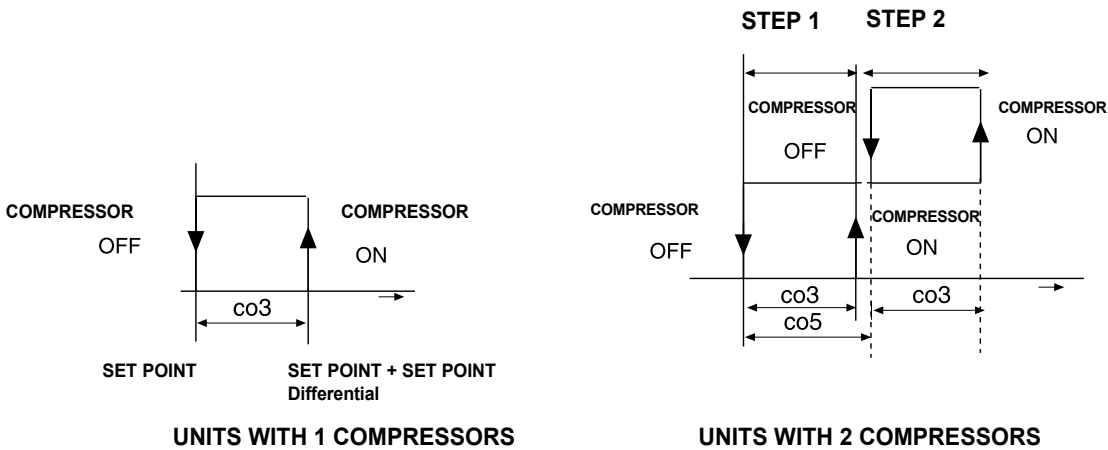 COMPRESSOR
OFF
COMPRESSOR
ON
co3
SET POINT
SET POINT + SET POINT
Differential
UNITS WITH 1 COMPRESSORS
STEP 1
STEP 2
COMPRESSOR
OFF
COMPRESSOR
ON
COMPRESSOR
OFF
COMPRESSOR
ON
co3
co3
co5
UNITS WITH 2 COMPRESSORS